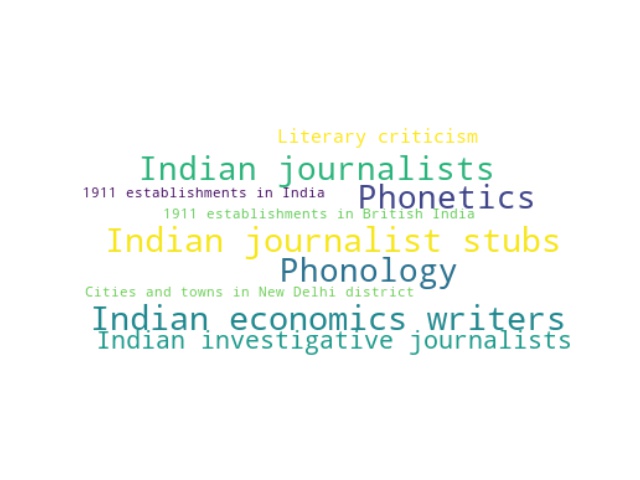 Literary criticism
Indian journalists
1911 establishments in India
Phonetics
1911 establishments in British India
Indian journalist stubs
Phonology
Cities and towns in New Delhi district
Indian economics writers
Indian investigative journalists